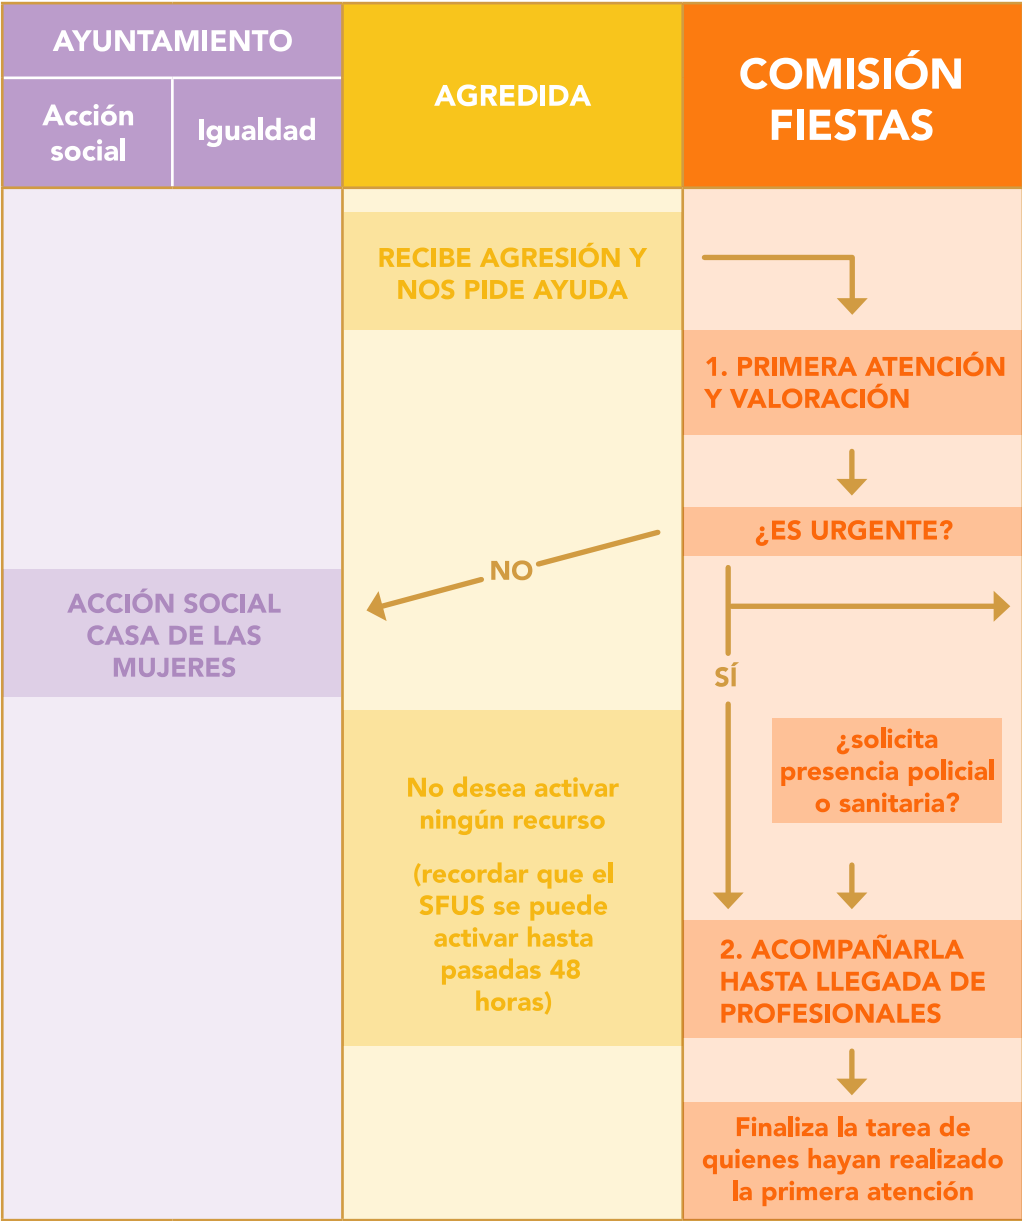 AYUNTAMIENTO
Acción
social
Igualdad
AGREDIDA
COMISIÓN
FIESTAS
RECIBE AGRESIÓN Y
NOS PIDE AYUDA
1. PRIMERA ATENCIÓN
Y VALORACIÓN
¿ES URGENTE?
NO
ACCIÓN SOCIAL
CASA DE LAS
MUJERES
SÍ
¿solicita
presencia policial
o sanitaria?
No desea activar
ningún recurso
(recordar que el
SFUS se puede
activar hasta
pasadas 48
horas)
2. ACOMPAÑARLA
HASTA LLEGADA DE
PROFESIONALES
Finaliza la tarea de
quienes hayan realizado
la primera atención